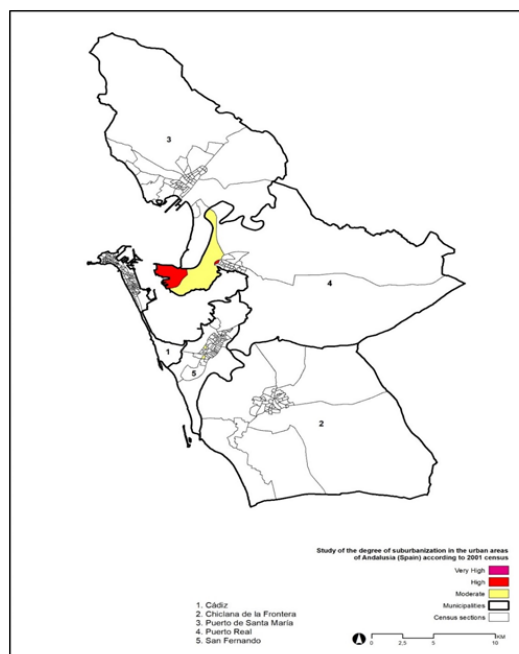 3
4
1
5
2
Study of the degree of suburbanization in the urban areas
of Andalusia (Spain) according to 2001 census
Very High
High
Moderate
Municipalities
Census sections
1. Cádiz
2. Chiclana de la Frontera
3. Puerto de Santa María
4. Puerto Real
5. San Fernando
KM
0 2,5 5 10